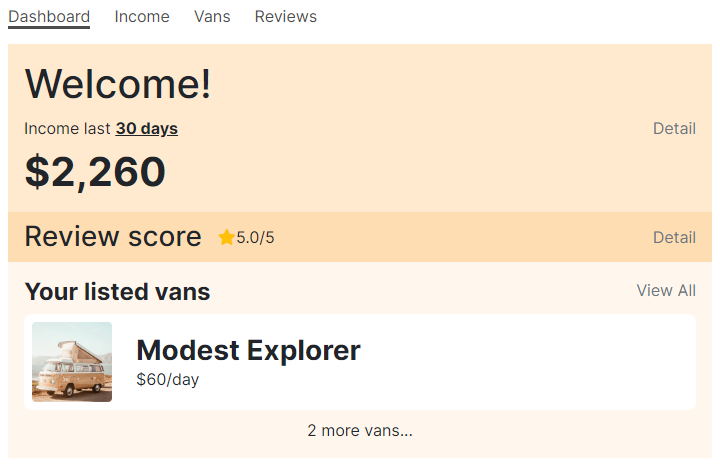 Dashboard Income Vans Reviews
Welcome!
Income last 30 days Detail
$2,260
Review score 5.0/5 Detail
Your listed vans View All
Modest Explorer
$60/day
2 more vans...